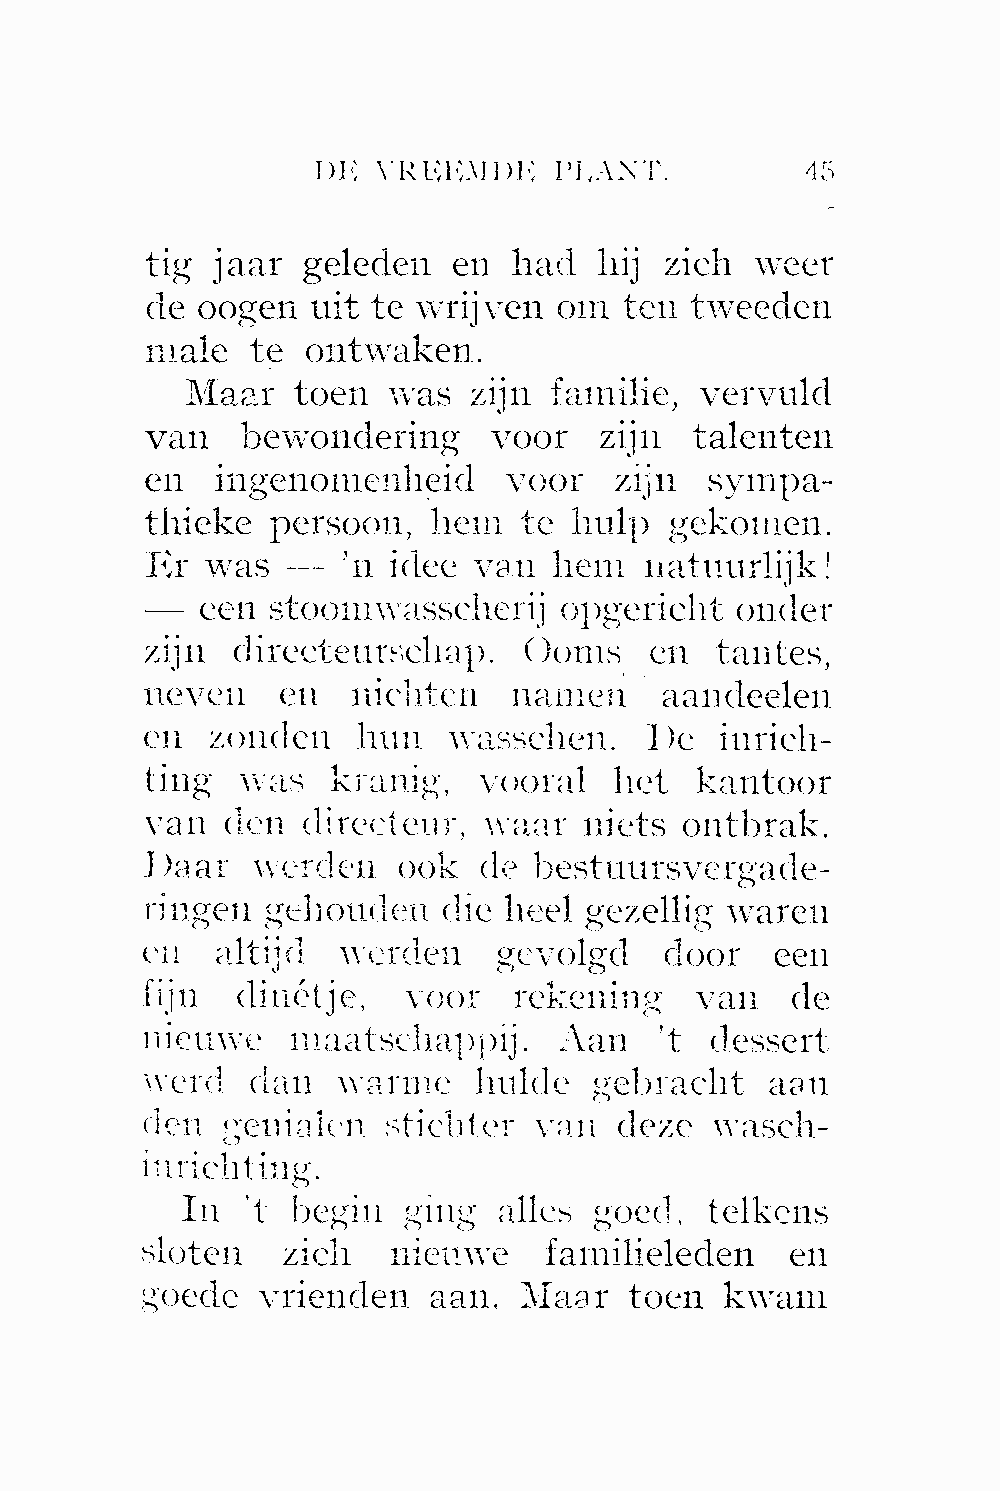 DE VREEMDE PLANT. 45
tig jaar geleden en had hij zich weer
de oogen uit te wrijven om ten tweeden
male te ontwaken.
Maar toen was zijn familie, vervuld
van bewondering voor zijn talenten
en ingenomenheid voor zijn sympa-
thieke persoon, hem te hulp gekomen.
Er was — 'n idee van hem natuurlijk!
— een stoomwasscherij opgericht onder
zijn directeurschap. Ooms en tantes,
neven en nichten namen aandeelen
en zonden hun wasschen. De inrich-
ting was kranig, vooral het kantoor
van den directeur, waar niets ontbrak.
Daar werden ook de bestuursvergade-
ringen gehouden die heel gezellig waren
en altijd werden gevolgd door een
fijn dinétje, voor rekening van de
nieuwe maatschappij. Aan 't dessert
werd dan warme hulde gebracht aan
den genialen stichter van deze wasch-
inrichting.
In 't begin ging alles goed, telkens
sloten zich nieuwe familieleden en
goede vrienden aan. Maar toen kwam